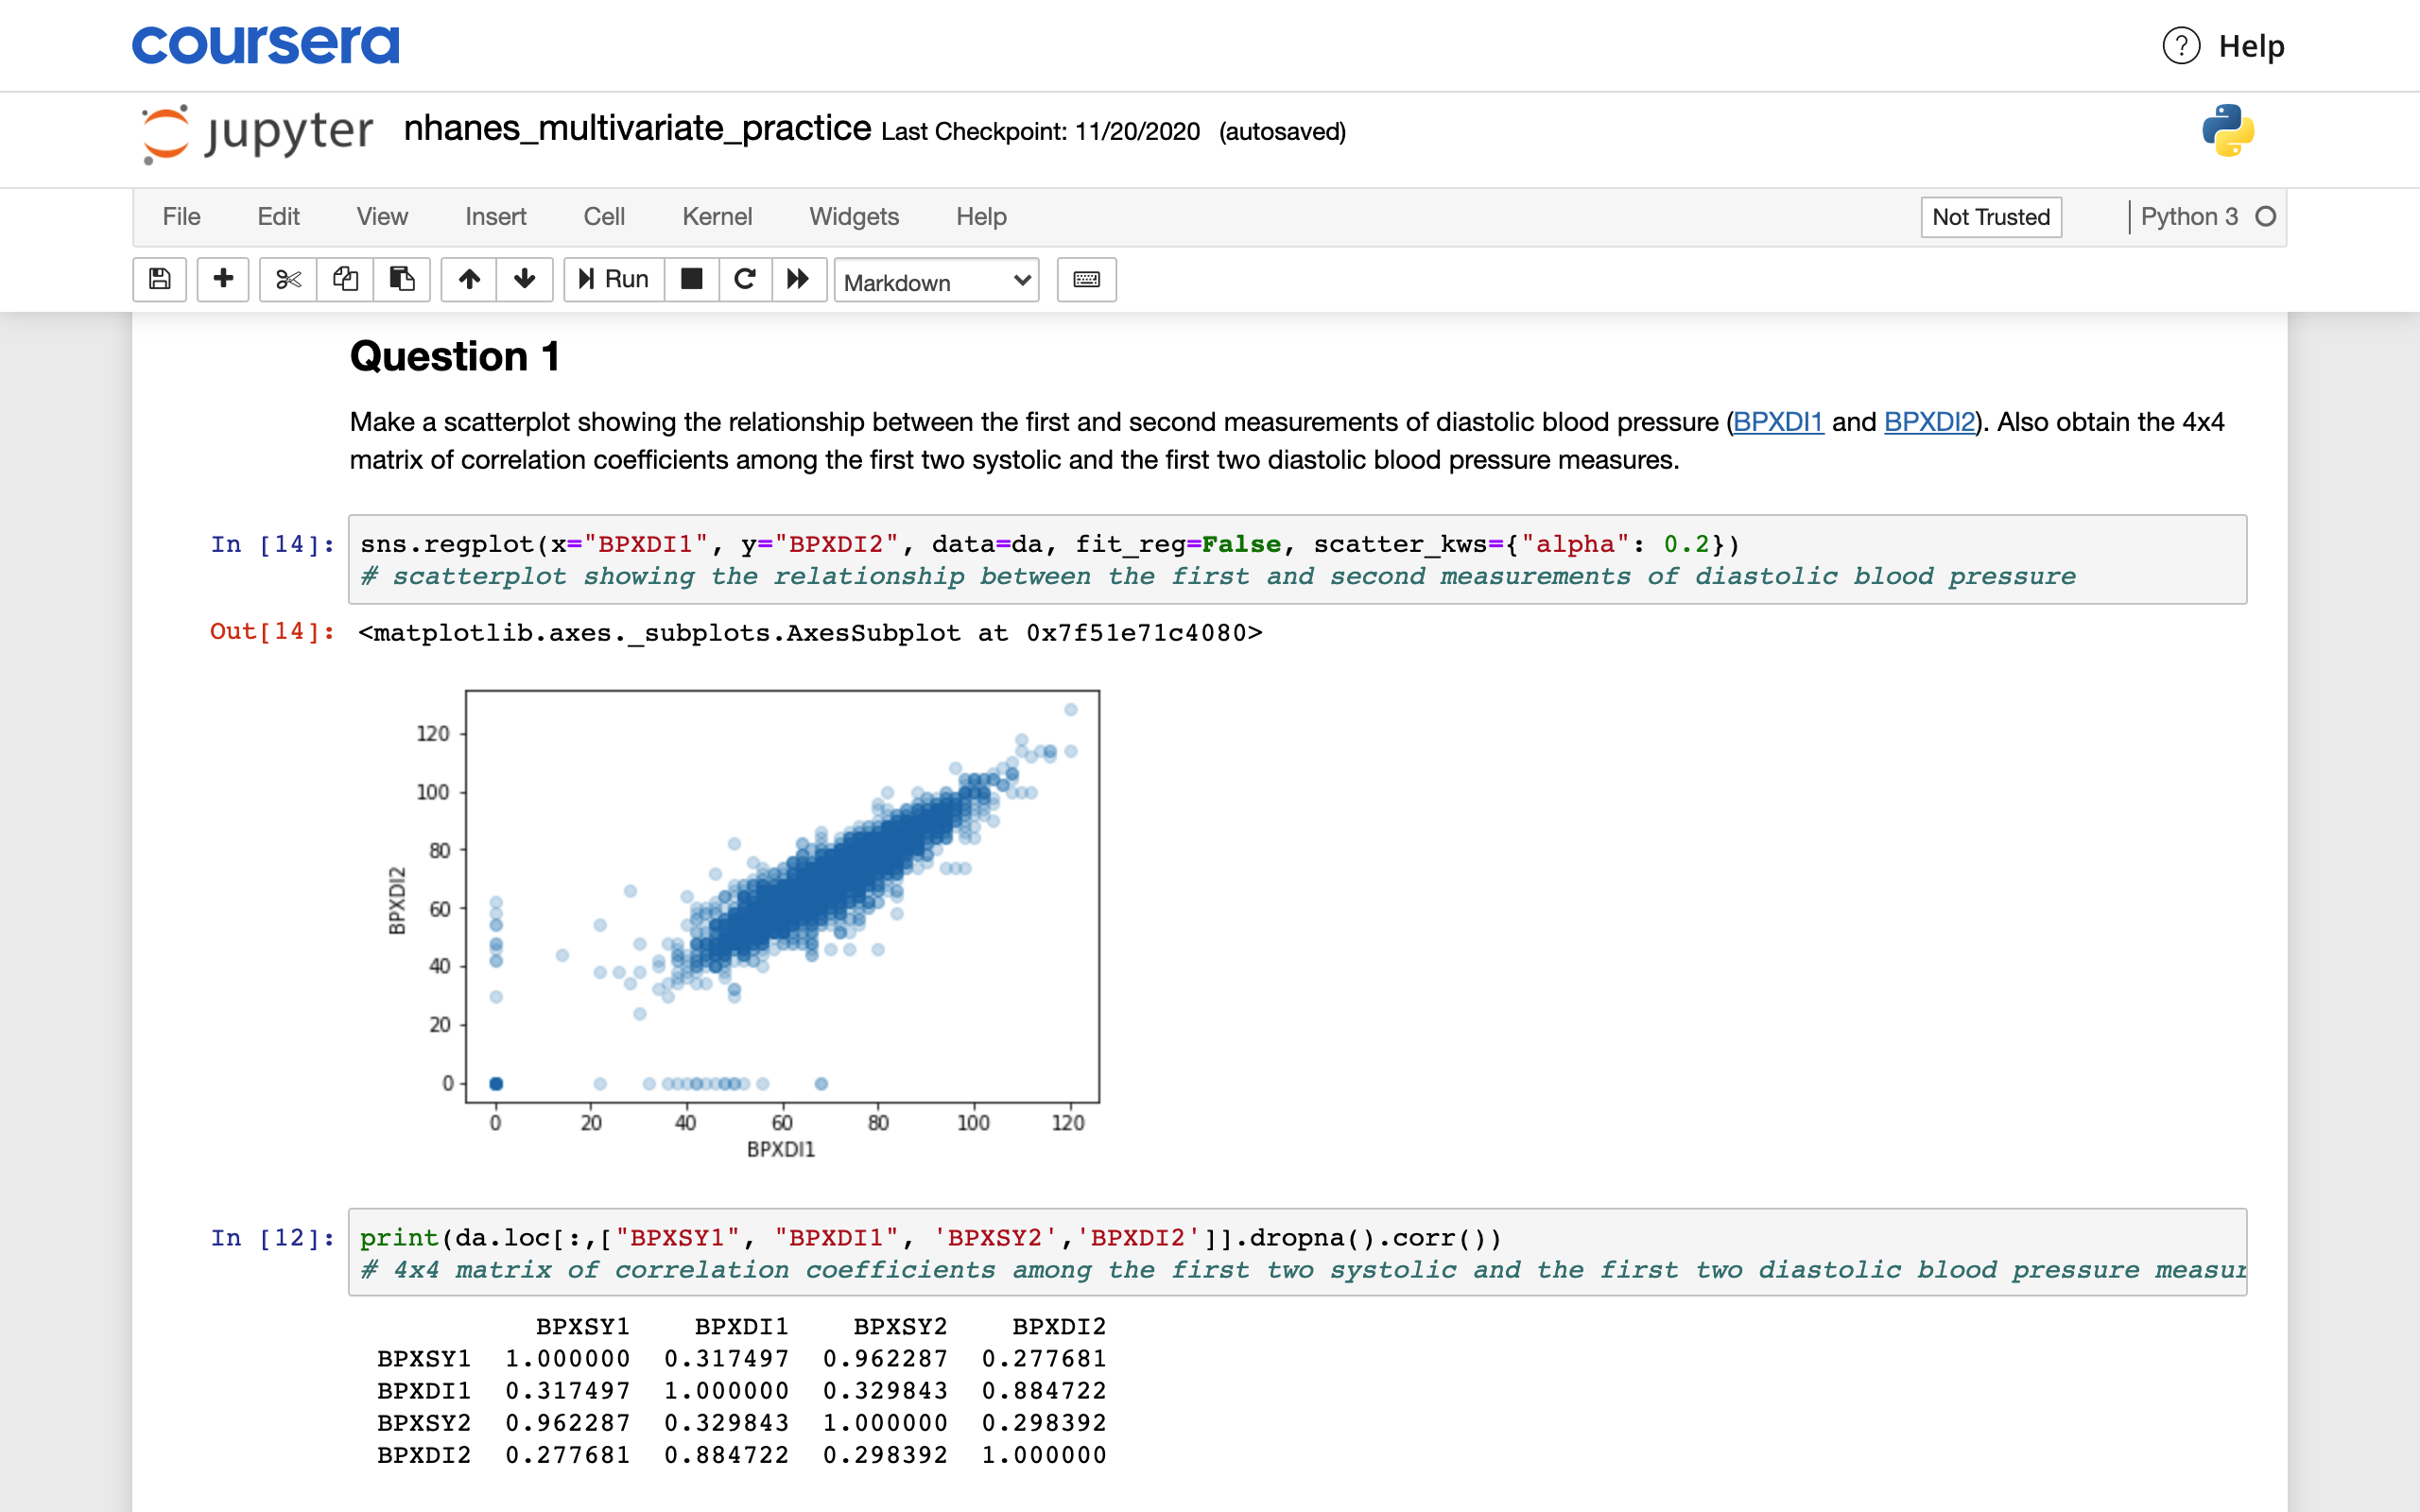 coursera
? Help
jupyter nhanes_multivariate_practice Last Checkpoint: 11/20/2020 (autosaved)
File Edit View Insert Cell Kernel Widgets Help Not Trusted Python 3
Run Markdown
Question 1
Make a scatterplot showing the relationship between the first and second measurements of diastolic blood pressure (BPXDI1 and BPXDI2). Also obtain the 4x4
matrix of correlation coefficients among the first two systolic and the first two diastolic blood pressure measures.
In [14]: sns.regplot(x="BPXDI1", y="BPXDI2", data=da, fit_reg=False, scatter_kws={"alpha": 0.2})
# scatterplot showing the relationship between the first and second measurements of diastolic blood pressure
Out[14]: <matplotlib.axes._subplots.AxesSubplot at 0x7f51e71c4080>
120
100
80
BPXDI2
60
40
20
0
0 20 40 60 80 100 120
BPXDI1
In [12]: print(da.loc[:,["BPXSY1", "BPXDI1", 'BPXSY2','BPXDI2']].dropna().corr())
# 4x4 matrix of correlation coefficients among the first two systolic and the first two diastolic blood pressure measur
BPXSY1 BPXDI1 BPXSY2 BPXDI2
BPXSY1 1.000000 0.317497 0.962287 0.277681
BPXDI1 0.317497 1.000000 0.329843 0.884722
BPXSY2 0.962287 0.329843 1.000000 0.298392
BPXDI2 0.277681 0.884722 0.298392 1.000000